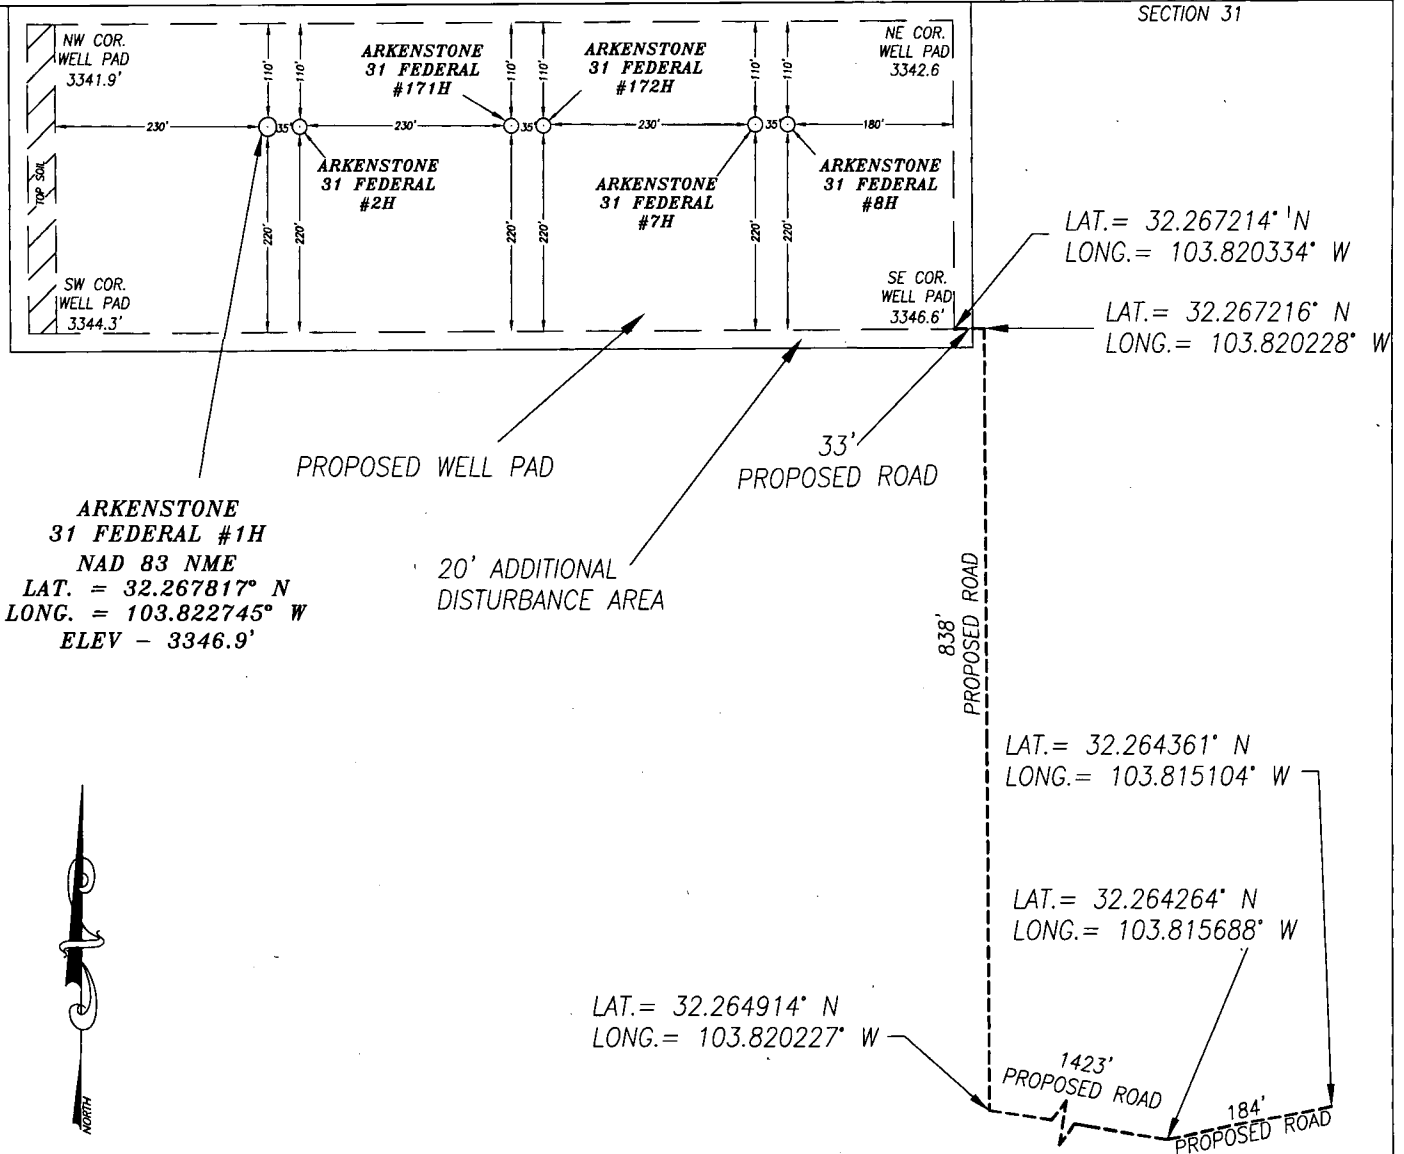 SECTION 31
NW COR.
WELL PAD
3341.9'
ARKENSTONE
31 FEDERAL
#171H
ARKENSTONE
31 FEDERAL
#172H
NE COR.
WELL PAD
3342.6
110'
110'
110'
110'
110'
110'
230'
35'
230'
35'
230'
35'
180'
TOP SOIL
ARKENSTONE
31 FEDERAL
#2H
ARKENSTONE
31 FEDERAL
#7H
ARKENSTONE
31 FEDERAL
#8H
220'
220'
220'
220'
220'
220'
SW COR.
WELL PAD
3344.3'
SE COR.
WELL PAD
3346.6'
LAT.= 32.267214° 'N
LONG.= 103.820334° W
LAT.= 32.267216° N
LONG.= 103.820228° W
PROPOSED WELL PAD
33'
PROPOSED ROAD
ARKENSTONE
31 FEDERAL #1H
NAD 83 NME
LAT. = 32.267817° N
LONG. = 103.822745° W
ELEV - 3346.9'
20' ADDITIONAL
DISTURBANCE AREA
838'
PROPOSED ROAD
LAT.= 32.264361° N
LONG.= 103.815104° W
LAT.= 32.264264° N
LONG.= 103.815688° W
LAT.= 32.264914° N
LONG.= 103.820227° W
1423'
PROPOSED ROAD
184'
PROPOSED ROAD
NORTH